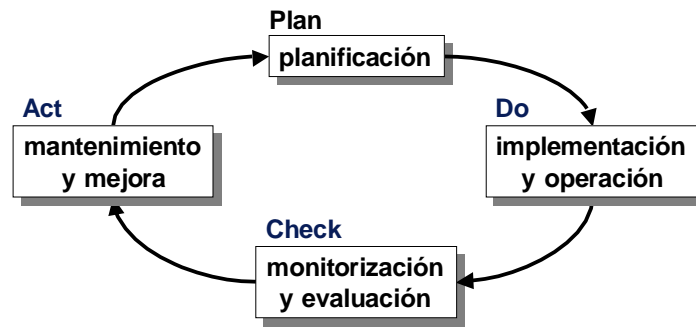 Plan
planificación
Act
mantenimiento
y mejora
Do
implementación
y operación
Check
monitorización
y evaluación